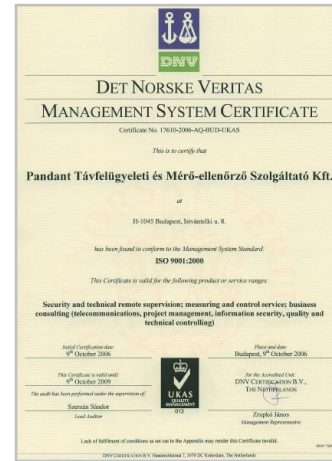 DNV
DET NORSKE VERITAS
MANAGEMENT SYSTEM CERTIFICATE
Certificate No. 17610-2006-AQ-BUD-UKAS
This is to certify that
Pandant Távfelügyeleti és Mérő-ellenőrző Szolgáltató Kft.
at
H-1045 Budapest, Istvántelki u. 8.
has been found to conform to the Management System Standard:
ISO 9001:2000
This Certificate is valid for the following product or service ranges:
Security and technical remote supervision; measuring and control service; business
consulting (telecommunications, project management, information security, quality and
technical controlling)
Initial Certification date:
9th October 2006
Place and date:
Budapest, 9th October 2006
This Certificate is valid until:
9th October 2009
for the Accredited Unit:
DNV CERTIFICATION B.V.,
THE NETHERLANDS
The audit has been performed under the supervision of:
Szemán Sándor
Lead Auditor
UKAS
QUALITY
MANAGEMENT
013
Zrupkó János
Management Representative
Lack of fulfilment of conditions as set out in the Appendix may render this Certificate invalid.